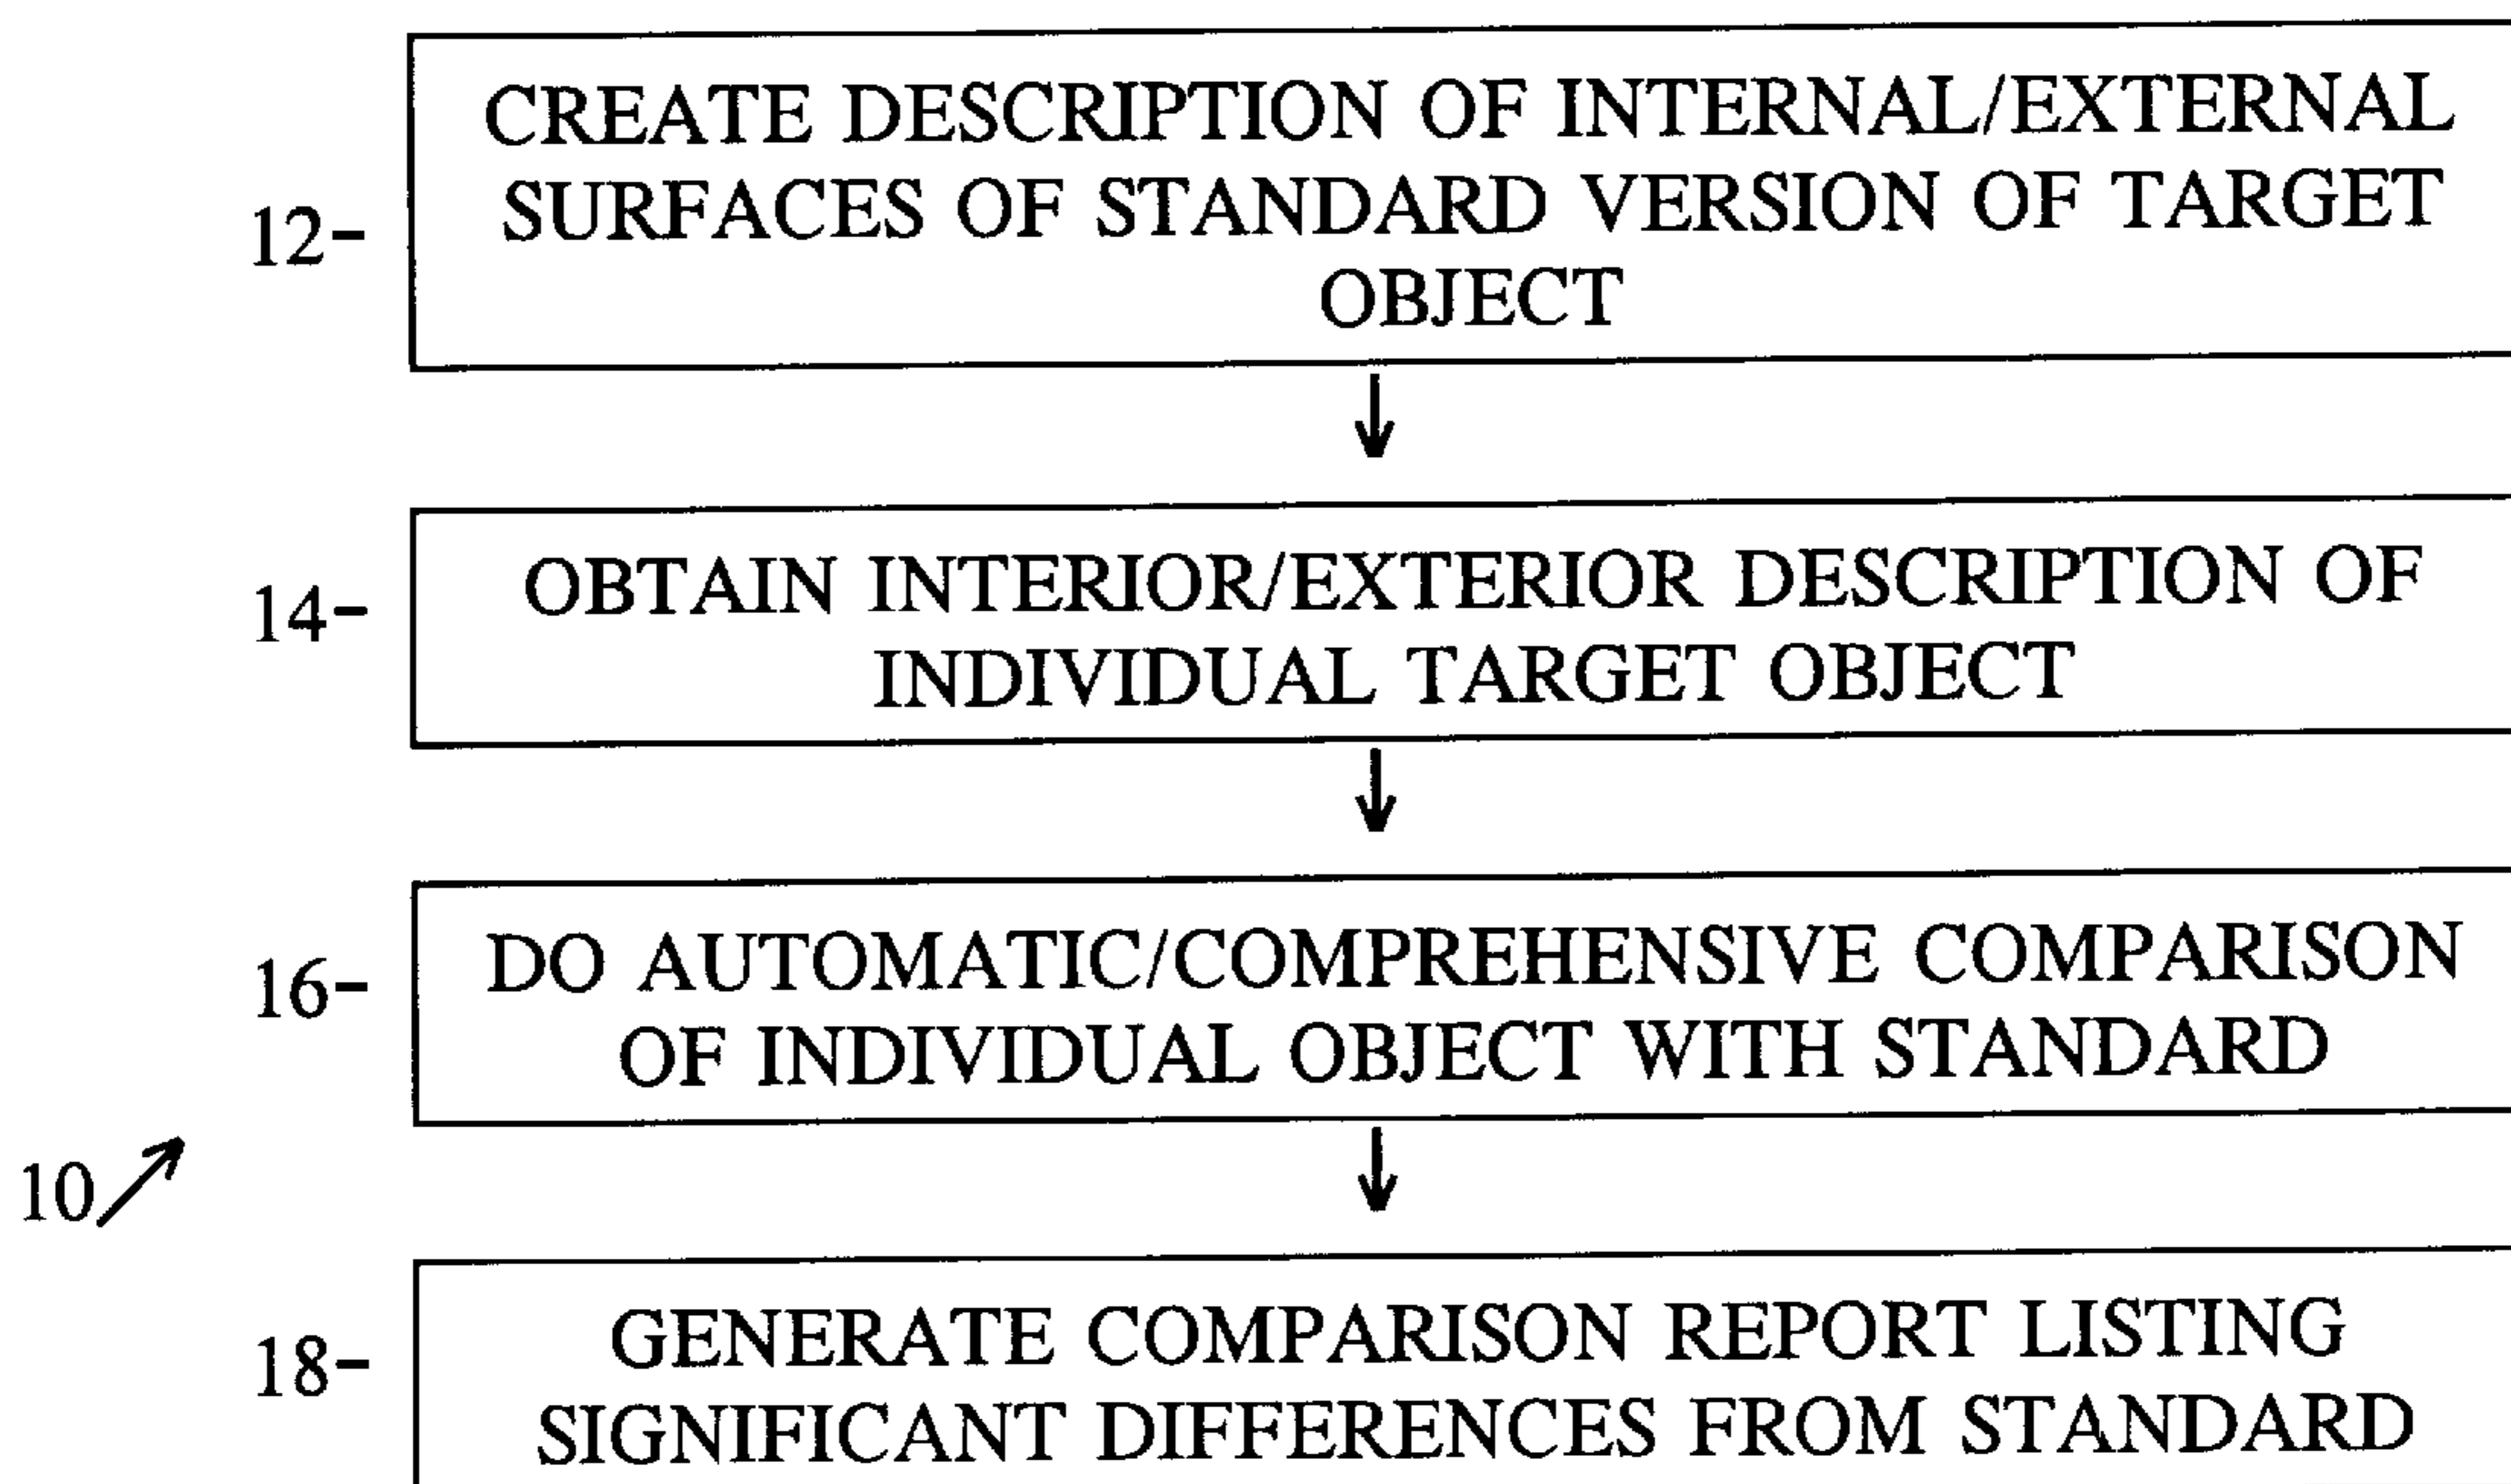 CREATE DESCRIPTION OF INTERNAL/EXTERNAL
SURFACES OF STANDARD VERSION OF TARGET
12-
OBJECT
OBTAIN INTERIOR/EXTERIOR DESCRIPTION OF
14-
INDIVIDUAL TARGET OBJECT
DO AUTOMATIC/COMPREHENSIVE COMPARISON
16-
OF INDIVIDUAL OBJECT WITH STANDARD
10
GENERATE COMPARISON REPORT LISTING
18-
SIGNIFICANT DIFFERENCES FROM STANDARD